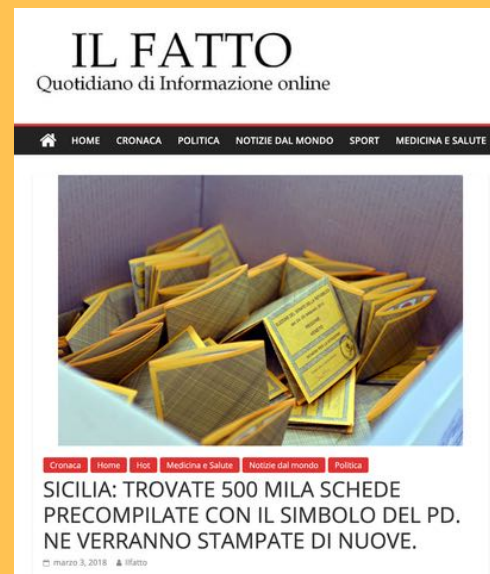 IL FATTO
Quotidiano di Informazione online
HOME CRONACA POLITICA NOTIZIE DAL MONDO SPORT MEDICINA E SALUTE
Cronaca Home Hot Medicina e Salute Notizie dal mondo Politica
SICILIA: TROVATE 500 MILA SCHEDE
PRECOMPILATE CON IL SIMBOLO DEL PD.
NE VERRANNO STAMPATE DI NUOVE.
marzo 3, 2018 Ilfatto